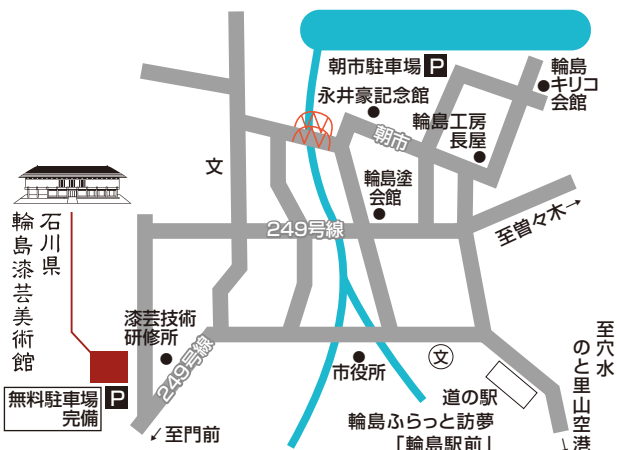 朝市駐車場 P
永井豪記念館
輪島
キリコ
会館
輪島工房
長屋
朝市
文
輪島塗
会館
249号線
至曽々木→
石川県
輪島漆芸美術館
漆芸技術
研修所
249号線
無料駐車場
完備
P
↙至門前
市役所
文
道の駅
輪島ふらっと訪夢
「輪島駅前」
至穴水
のと里山空港
↓